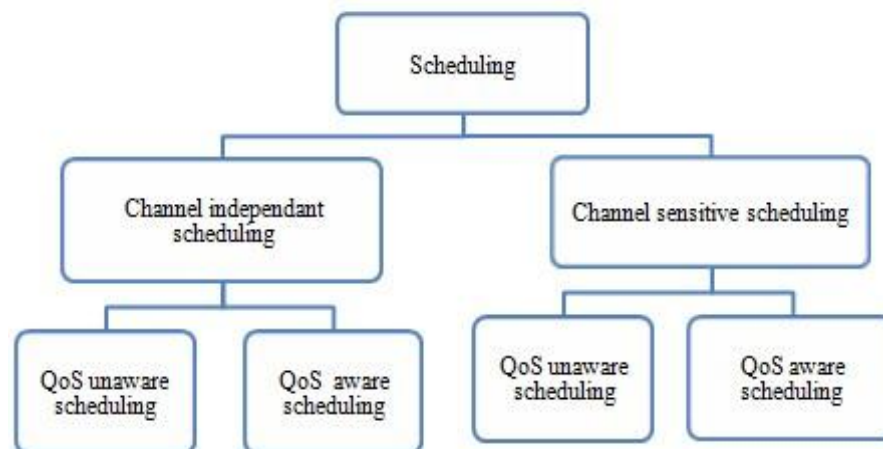 Scheduling
Channel independant
scheduling
Channel sensitive scheduling
QoS unaware
scheduling
QoS aware
scheduling
QoS unaware
scheduling
QoS aware
scheduling